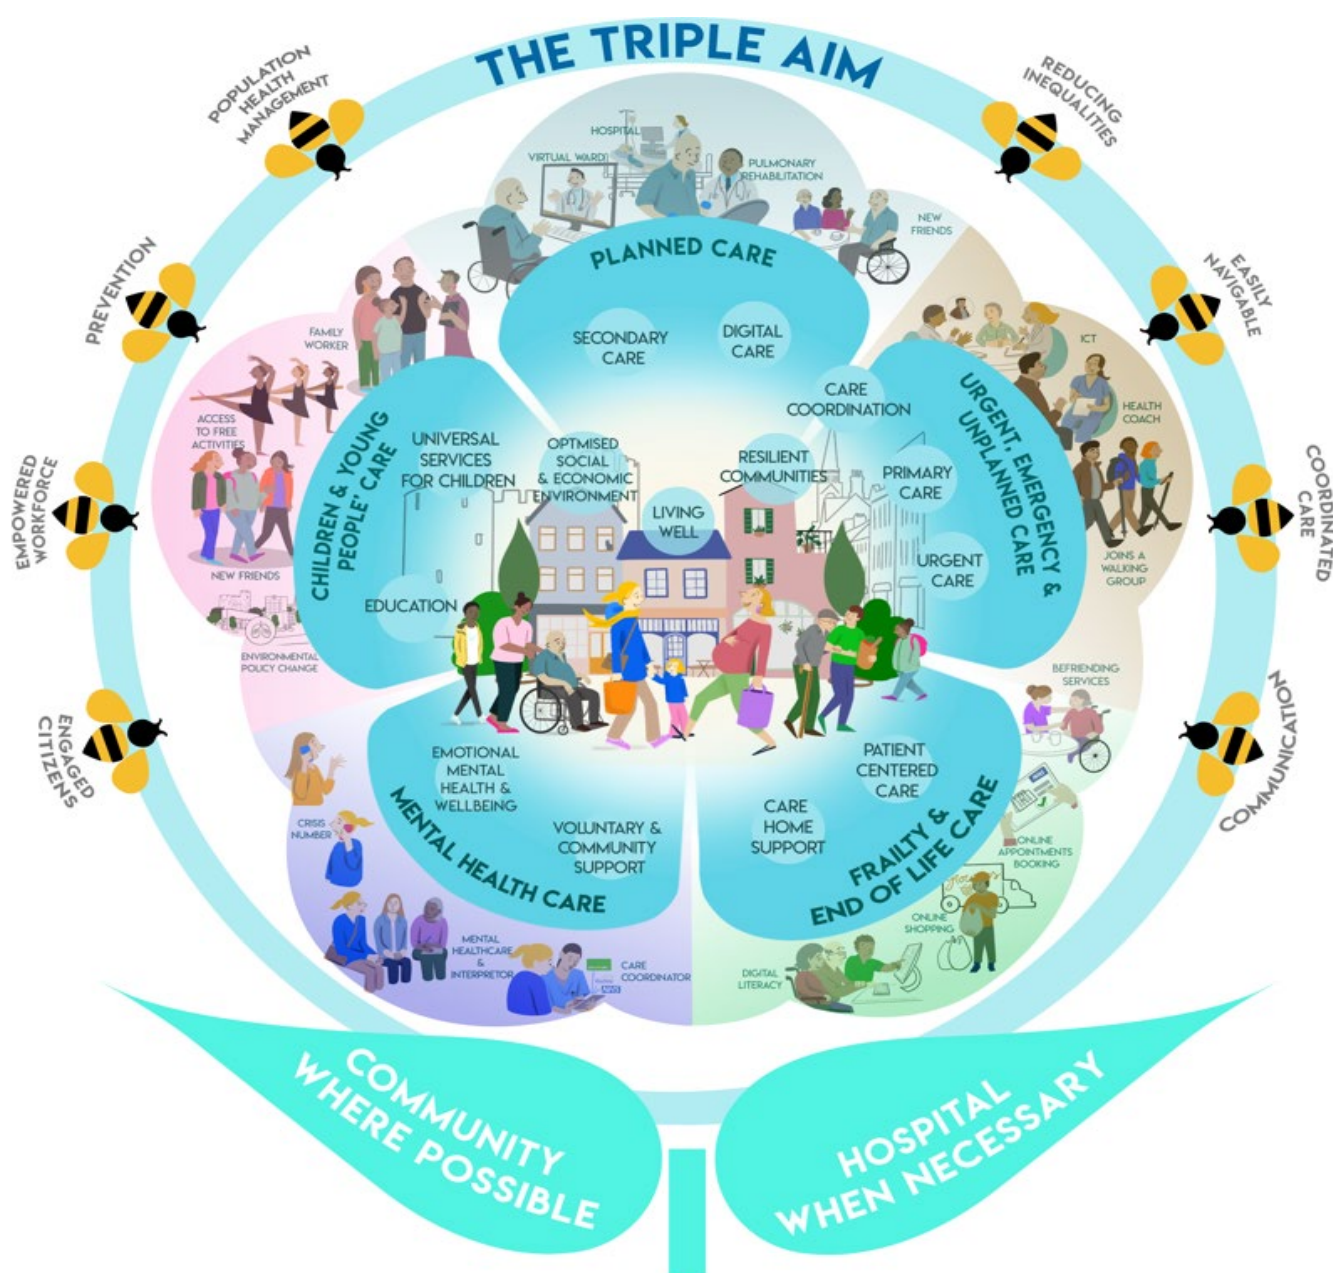 THE TRIPLE AIM
POPULATION
HEALTH
MANAGEMENT
REDUCING
INEQUALITIES
PREVENTION
EASILY
NAVIGABLE
EMPOWERED
WORKFORCE
COORDINATED
CARE
ENGAGED
CITIZENS
COMMUNICATION
HOSPITAL
VIRTUAL WARD
PULMONARY
REHABILITATION
NEW
FRIENDS
PLANNED CARE
SECONDARY
CARE
DIGITAL
CARE
CARE
COORDINATION
FAMILY
WORKER
ACCESS
TO FREE
ACTIVITIES
NEW FRIENDS
ENVIRONMENTAL
POLICY CHANGE
CHILDREN & YOUNG
PEOPLE' CARE
UNIVERSAL
SERVICES
FOR CHILDREN
EDUCATION
OPTMISED
SOCIAL
& ECONOMIC
ENVIRONMENT
LIVING
WELL
RESILIENT
COMMUNITIES
PRIMARY
CARE
URGENT
CARE
URGENT, EMERGENCY &
UNPLANNED CARE
ICT
HEALTH
COACH
JOINS A
WALKING
GROUP
BEFRIENDING
SERVICES
EMOTIONAL
MENTAL
HEALTH &
WELLBEING
VOLUNTARY &
COMMUNITY
SUPPORT
MENTAL HEALTH CARE
CRISIS
NUMBER
MENTAL
HEALTHCARE
&
INTERPRETOR
CARE
COORDINATOR
NHS
PATIENT
CENTERED
CARE
CARE
HOME
SUPPORT
FRAILTY &
END OF LIFE CARE
ONLINE
APPOINTMENTS
BOOKING
ONLINE
SHOPPING
DIGITAL
LITERACY
COMMUNITY
WHERE POSSIBLE
HOSPITAL
WHEN NECESSARY